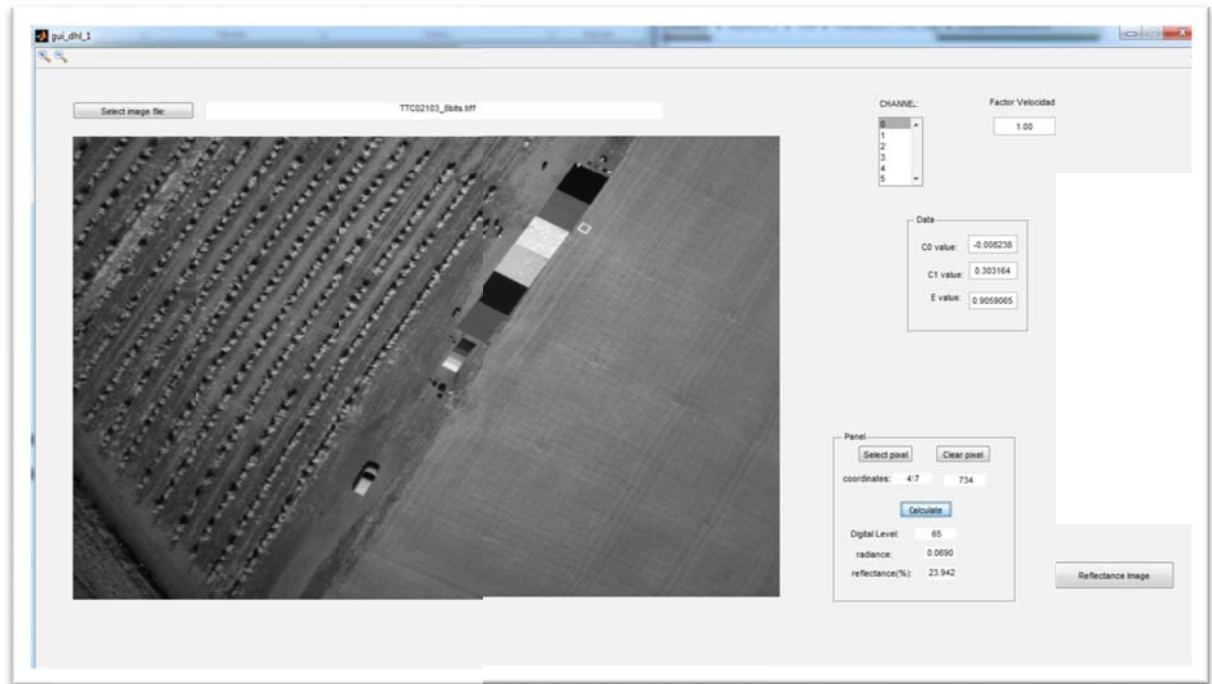 gui_dhl_1
Select image file:
TTC02103_8bits.tiff
CHANNEL:
Factor Velocidad
0
1
2
3
4
5
1.00
Data
C0 value: -0.008238
C1 value: 0.303164
E value: 0.9059065
Panel
Select pixel Clear pixel
coordinates: 734
Calculate
Digital Level: 65
radiance: 0.0690
reflectance(%): 23.942
Reflectance Image